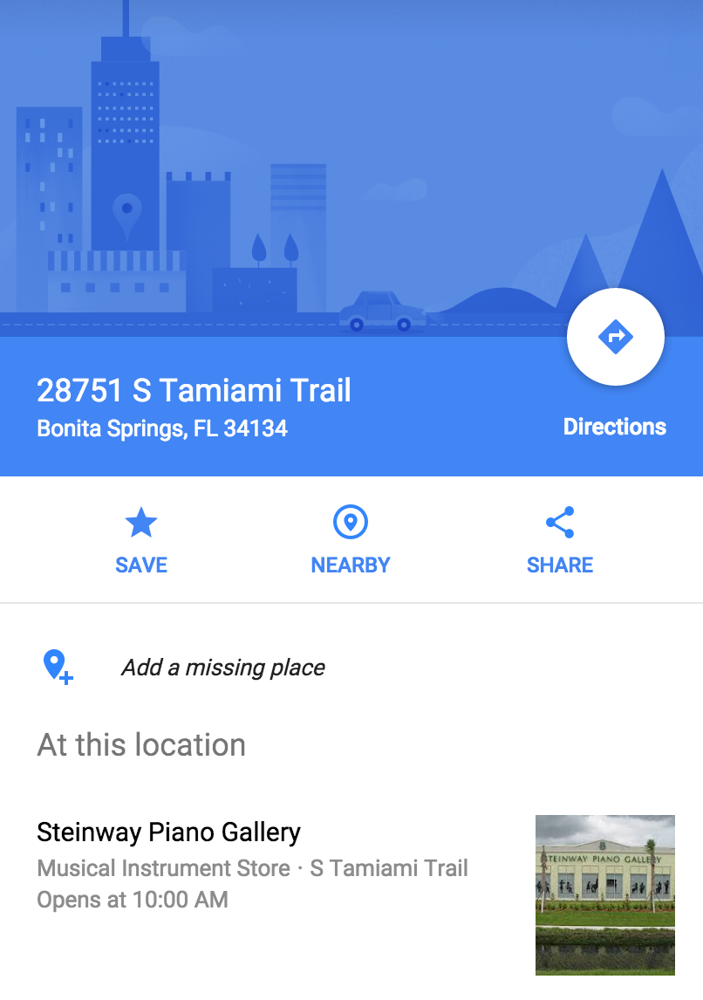 28751 S Tamiami Trail
Bonita Springs, FL 34134
Directions
SAVE
NEARBY
SHARE
Add a missing place
At this location
Steinway Piano Gallery
Musical Instrument Store · S Tamiami Trail
Opens at 10:00 AM
STEINWAY PIANO GALLERY